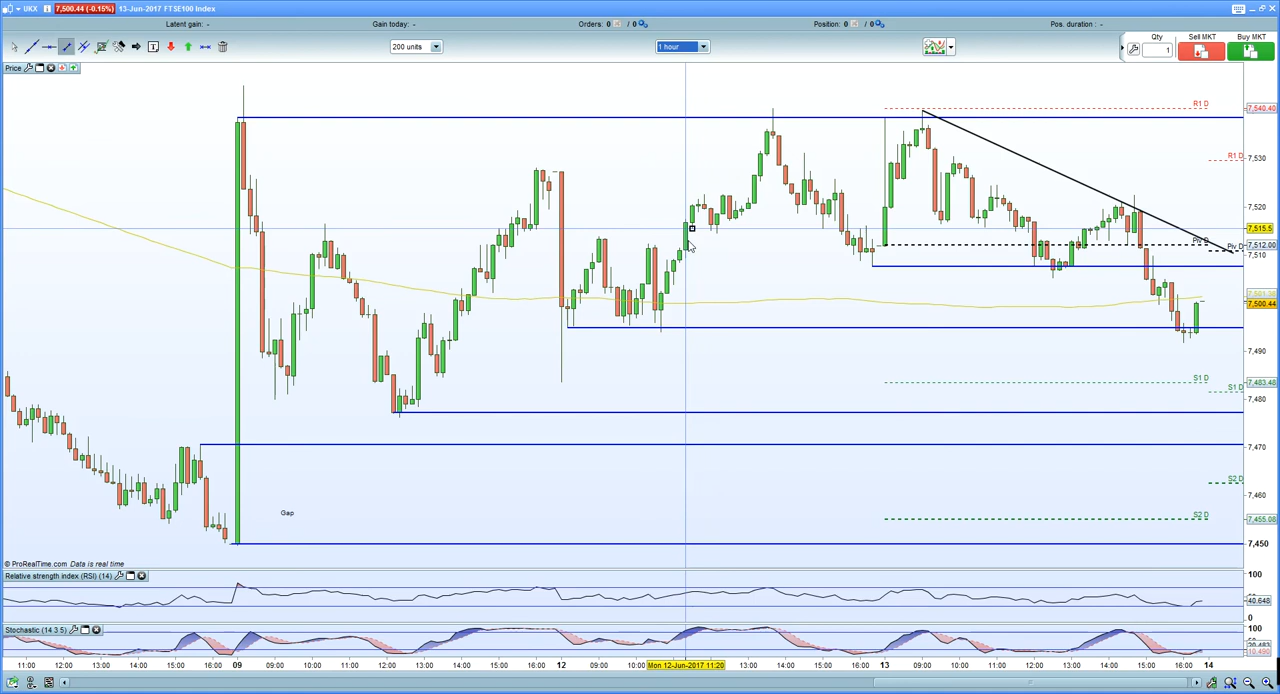 UKX 7,500.44 (-0.15%) 13-Jun-2017 FTSE100 Index
Latent gain: - Gain today: - Orders: 0 / 0 Position: 0 / 0 Pos. duration : -
200 units 1 hour Qty Sell MKT Buy MKT
1
Price
R1 D 7,540.40
R1 D 7,530
7,520
7,515.5
Piv D
Piv D 7,512.00
7,510
7,500.44
7,490
S1 D 7,483.48
S1 D
7,480
7,470
S2 D
7,460
Gap
S2 D 7,455.08
7,450
© ProRealTime.com Data is real time
Relative strength index (RSI) (14) 100
40.648
0
Stochastic (14 3 5) 100
10.490
11:00 12:00 13:00 14:00 15:00 16:00 09 09:00 10:00 11:00 12:00 13:00 14:00 15:00 16:00 12 09:00 10:00 Mon 12-Jun-2017 11:20 13:00 14:00 15:00 16:00 13 09:00 10:00 11:00 12:00 13:00 14:00 15:00 16:00 14